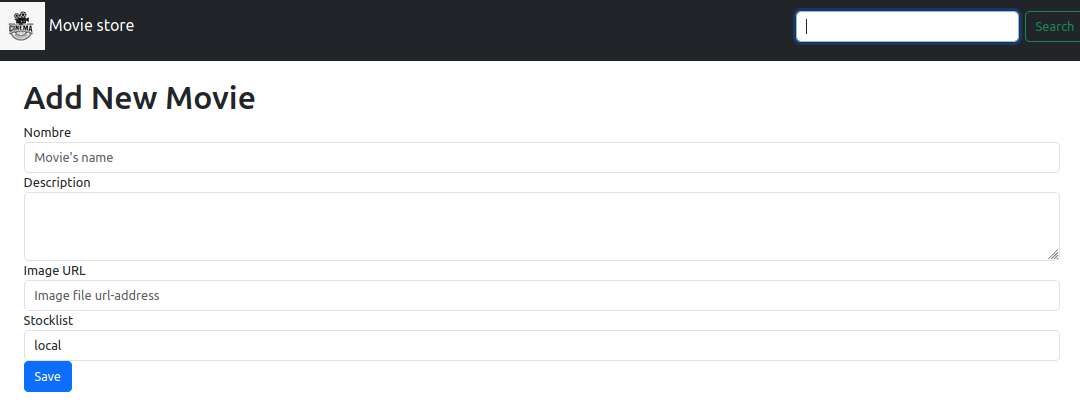 CINEMA
Movie store
Search
Add New Movie
Nombre
Movie's name
Description
Image URL
Image file url-address
Stocklist
local
Save